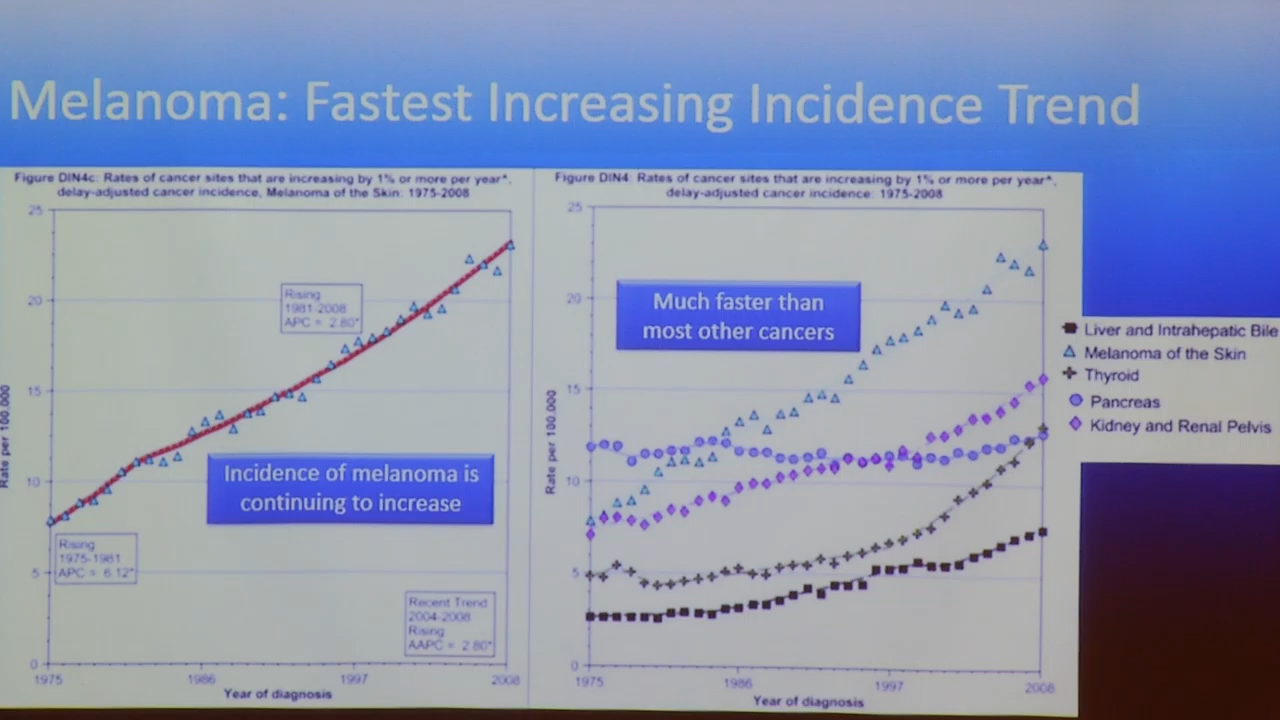 Melanoma: Fastest Increasing Incidence Trend
Figure DIN4c: Rates of cancer sites that are increasing by 1% or more per year*,
delay-adjusted cancer incidence, Melanoma of the Skin: 1975-2008
25
20
15
10
5
0
Rate per 100,000
Rising
1981-2008
APC = 2.80*
Incidence of melanoma is
continuing to increase
Rising
1975-1981
APC = 6.12*
Recent Trend
2004-2008
Rising
AAPC = 2.80*
1975 1986 1997 2008
Year of diagnosis
Figure DIN4: Rates of cancer sites that are increasing by 1% or more per year*,
delay-adjusted cancer incidence: 1975-2008
25
20
15
10
5
0
Rate per 100,000
Much faster than
most other cancers
1975 1986 1997 2008
Year of diagnosis
Liver and Intrahepatic Bile
Melanoma of the Skin
Thyroid
Pancreas
Kidney and Renal Pelvis